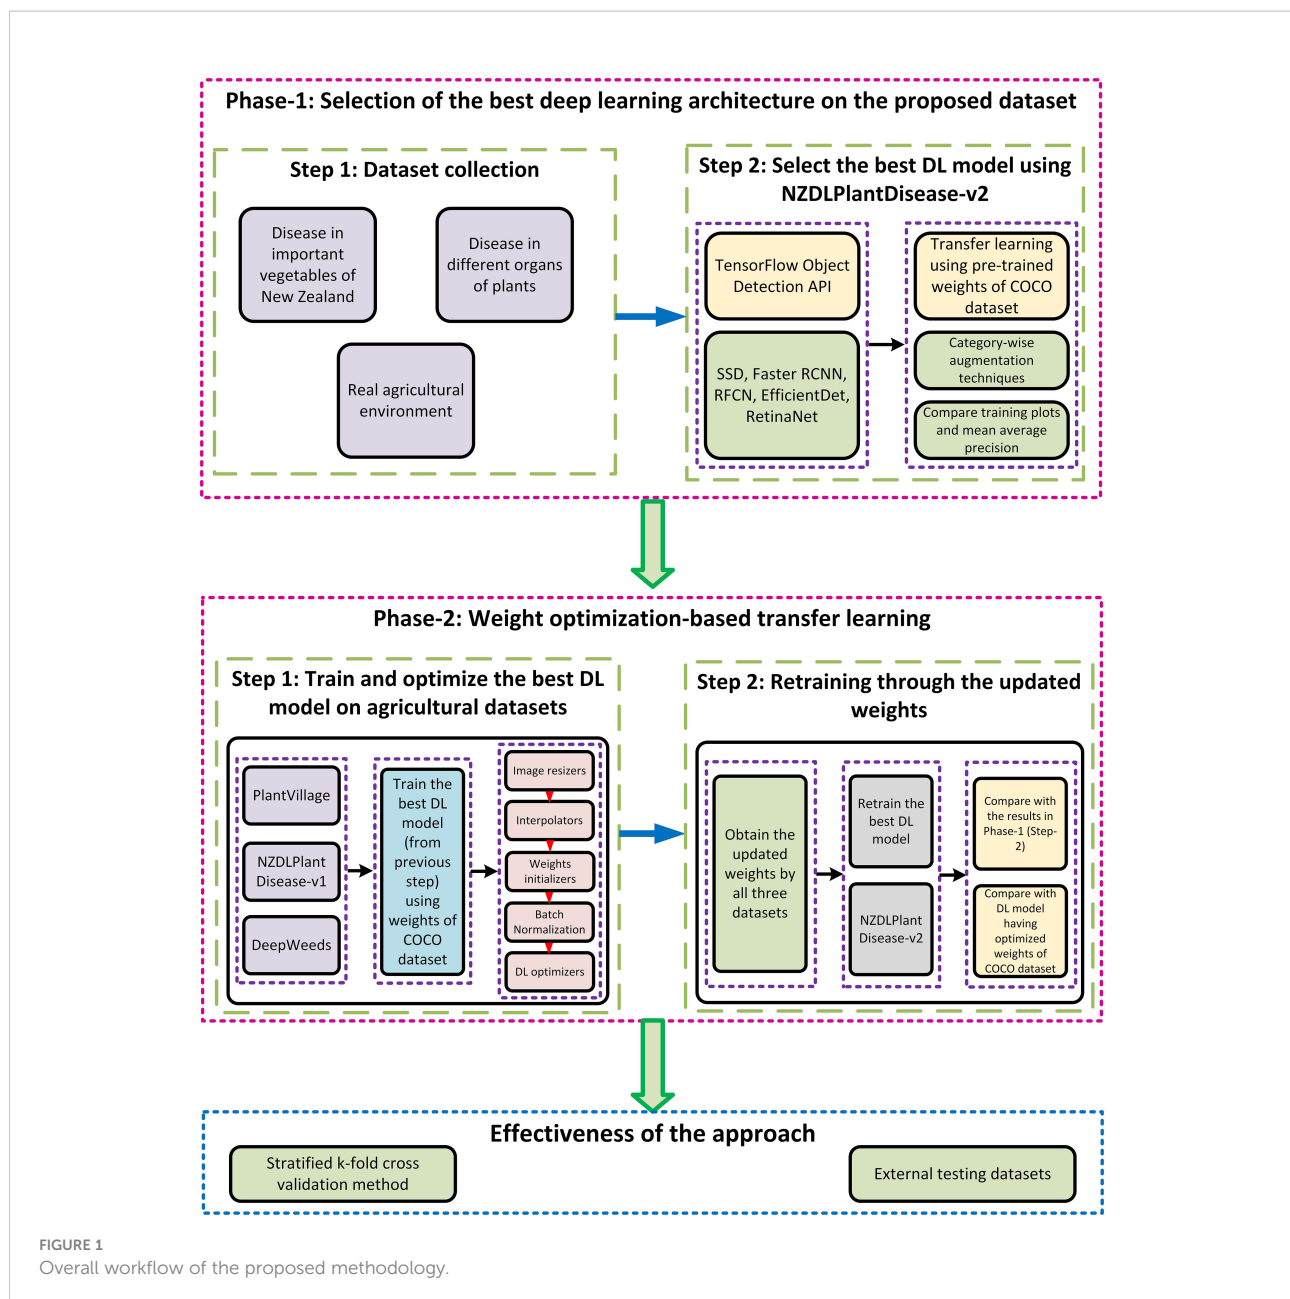 Phase-1: Selection of the best deep learning architecture on the proposed dataset
Step 1: Dataset collection
Disease in
important
vegetables of
New Zealand
Disease in
different organs
of plants
Real agricultural
environment
Step 2: Select the best DL model using
NZDLPlantDisease-v2
TensorFlow Object
Detection API
SSD, Faster RCNN,
RFCN, EfficientDet,
RetinaNet
Transfer learning
using pre-trained
weights of COCO
dataset
Category-wise
augmentation
techniques
Compare training plots
and mean average
precision
Phase-2: Weight optimization-based transfer learning
Step 1: Train and optimize the best DL
model on agricultural datasets
PlantVillage
NZDLPlant
Disease-v1
DeepWeeds
Train the
best DL
model
(from
previous
step)
using
weights of
COCO
dataset
Image resizers
Interpolators
Weights
initializers
Batch
Normalization
DL optimizers
Step 2: Retraining through the updated
weights
Obtain the
updated
weights by
all three
datasets
Retrain the
best DL
model
NZDLPlant
Disease-v2
Compare with
the results in
Phase-1 (Step-
2)
Compare with
DL model
having
optimized
weights of
COCO dataset
Effectiveness of the approach
Stratified k-fold cross
validation method
External testing datasets
FIGURE 1
Overall workflow of the proposed methodology.